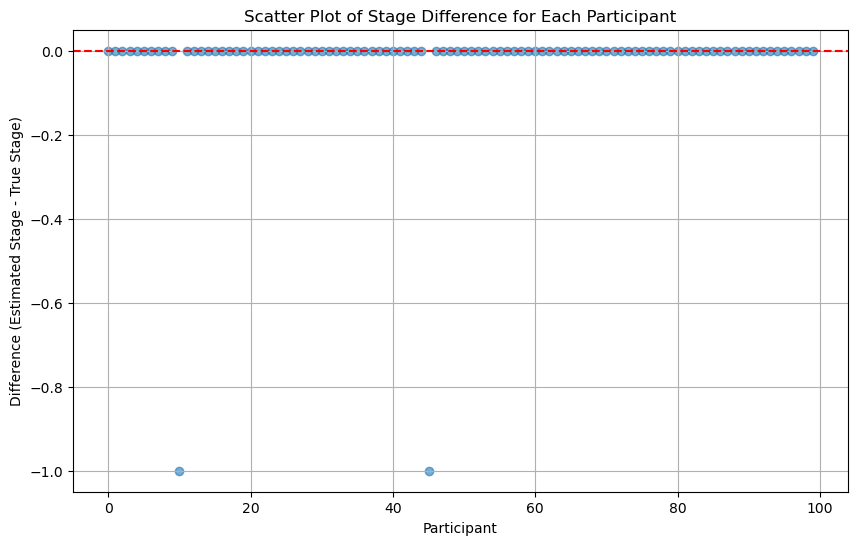 Scatter Plot of Stage Difference for Each Participant
Difference (Estimated Stage - True Stage)
0.0
−0.2
−0.4
−0.6
−0.8
−1.0
0 20 40 60 80 100
Participant